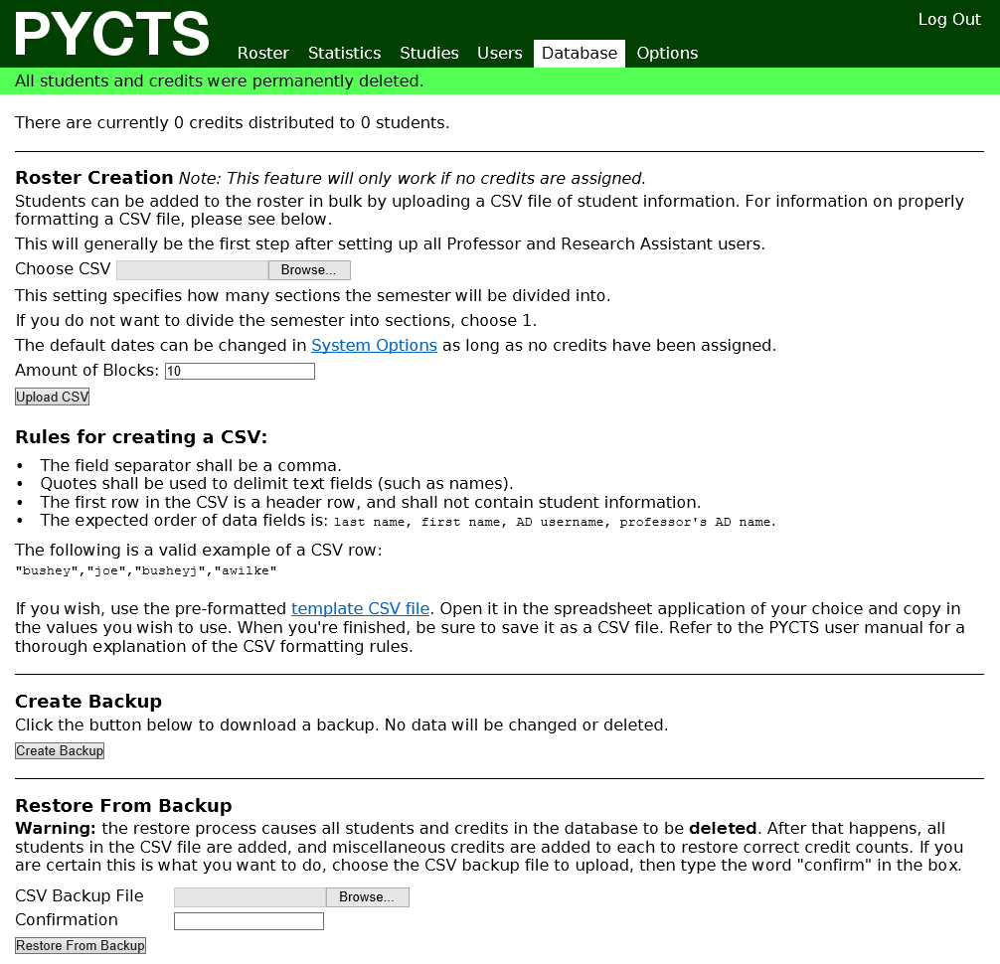 PYCTS
Log Out
Roster Statistics Studies Users Database Options
All students and credits were permanently deleted.
There are currently 0 credits distributed to 0 students.
Roster Creation Note: This feature will only work if no credits are assigned.
Students can be added to the roster in bulk by uploading a CSV file of student information. For information on properly
formatting a CSV file, please see below.
This will generally be the first step after setting up all Professor and Research Assistant users.
Choose CSV Browse...
This setting specifies how many sections the semester will be divided into.
If you do not want to divide the semester into sections, choose 1.
The default dates can be changed in System Options as long as no credits have been assigned.
Amount of Blocks: 10
Upload CSV
Rules for creating a CSV:
• The field separator shall be a comma.
• Quotes shall be used to delimit text fields (such as names).
• The first row in the CSV is a header row, and shall not contain student information.
• The expected order of data fields is: last name, first name, AD username, professor's AD name.
The following is a valid example of a CSV row:
"bushey","joe","busheyj","awilke"
If you wish, use the pre-formatted template CSV file. Open it in the spreadsheet application of your choice and copy in
the values you wish to use. When you're finished, be sure to save it as a CSV file. Refer to the PYCTS user manual for a
thorough explanation of the CSV formatting rules.
Create Backup
Click the button below to download a backup. No data will be changed or deleted.
Create Backup
Restore From Backup
Warning: the restore process causes all students and credits in the database to be deleted. After that happens, all
students in the CSV file are added, and miscellaneous credits are added to each to restore correct credit counts. If you
are certain this is what you want to do, choose the CSV backup file to upload, then type the word "confirm" in the box.
CSV Backup File Browse...
Confirmation
Restore From Backup